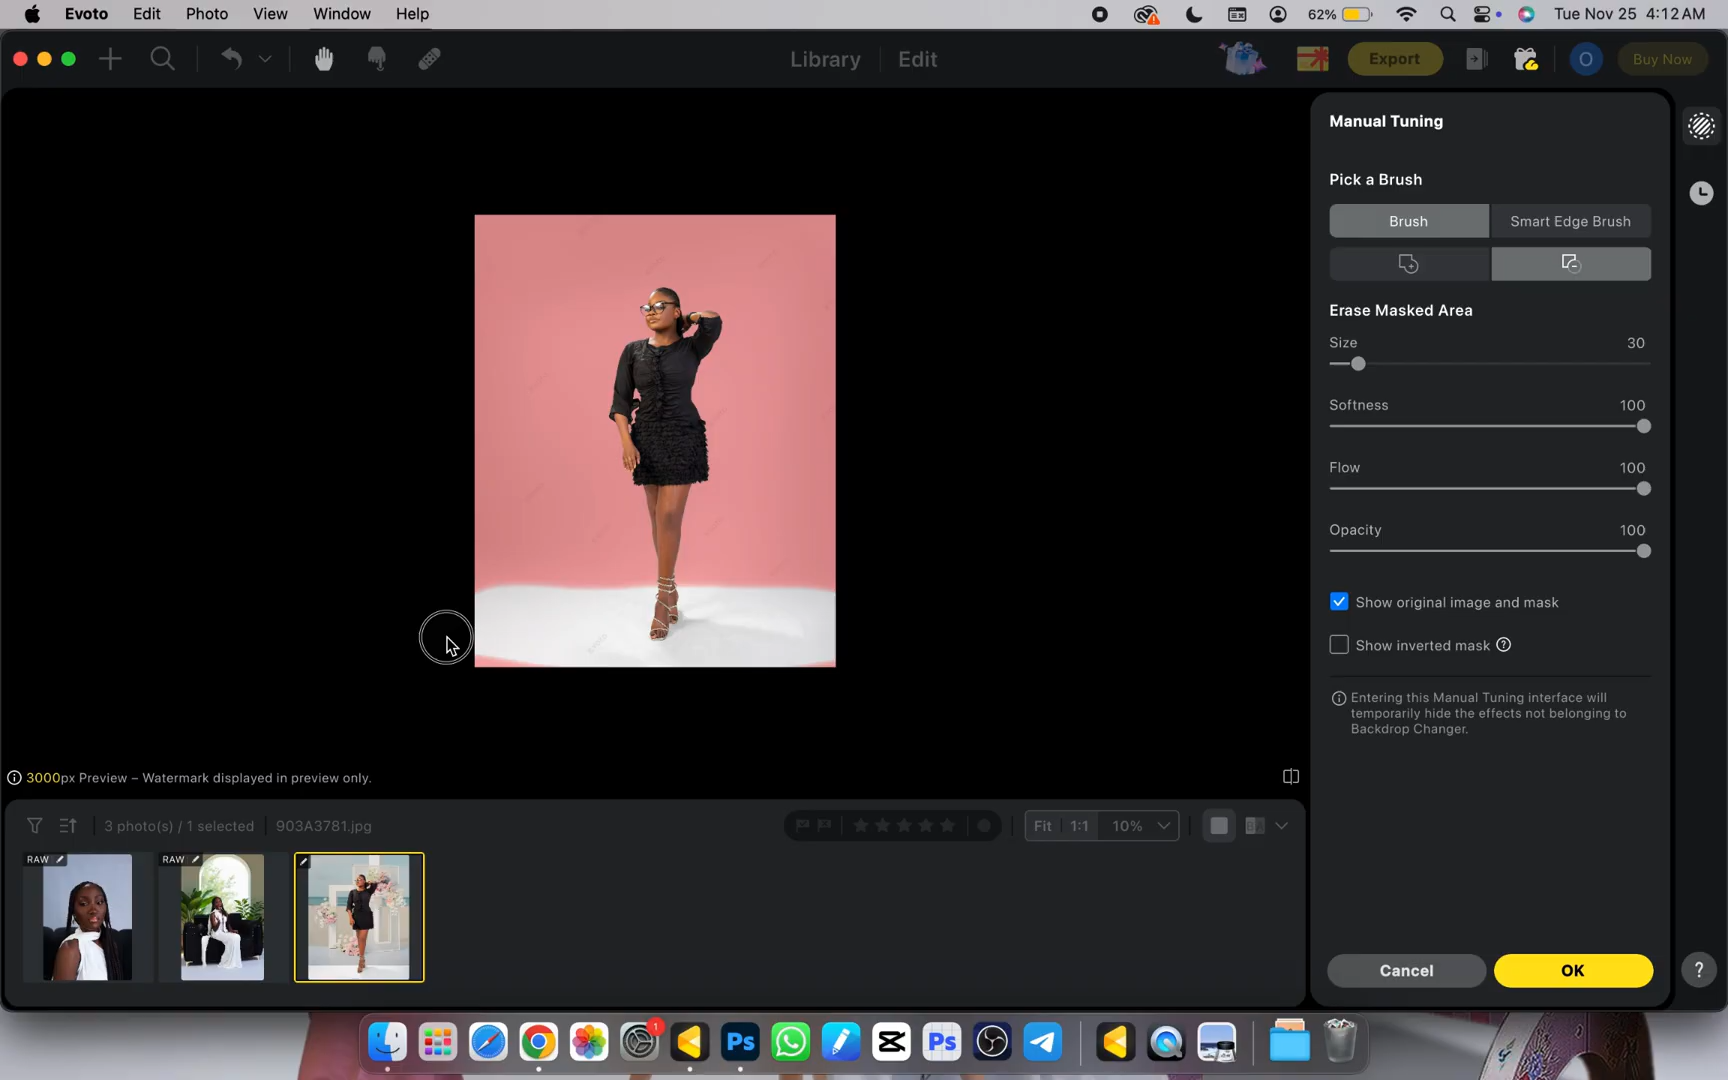 Evoto Edit Photo View Window Help 62% Tue Nov 25 4:12 AM
Library Edit Export O Buy Now
Manual Tuning
Pick a Brush
Brush Smart Edge Brush
Erase Masked Area
Size 30
Softness 100
Flow 100
Opacity 100
Show original image and mask
Show inverted mask ?
Entering this Manual Tuning interface will
temporarily hide the effects not belonging to
Backdrop Changer.
3000px Preview – Watermark displayed in preview only.
3 photo(s) / 1 selected 903A3781.jpg Fit 1:1 10%
RAW RAW
Cancel OK ?
1 Ps Ps